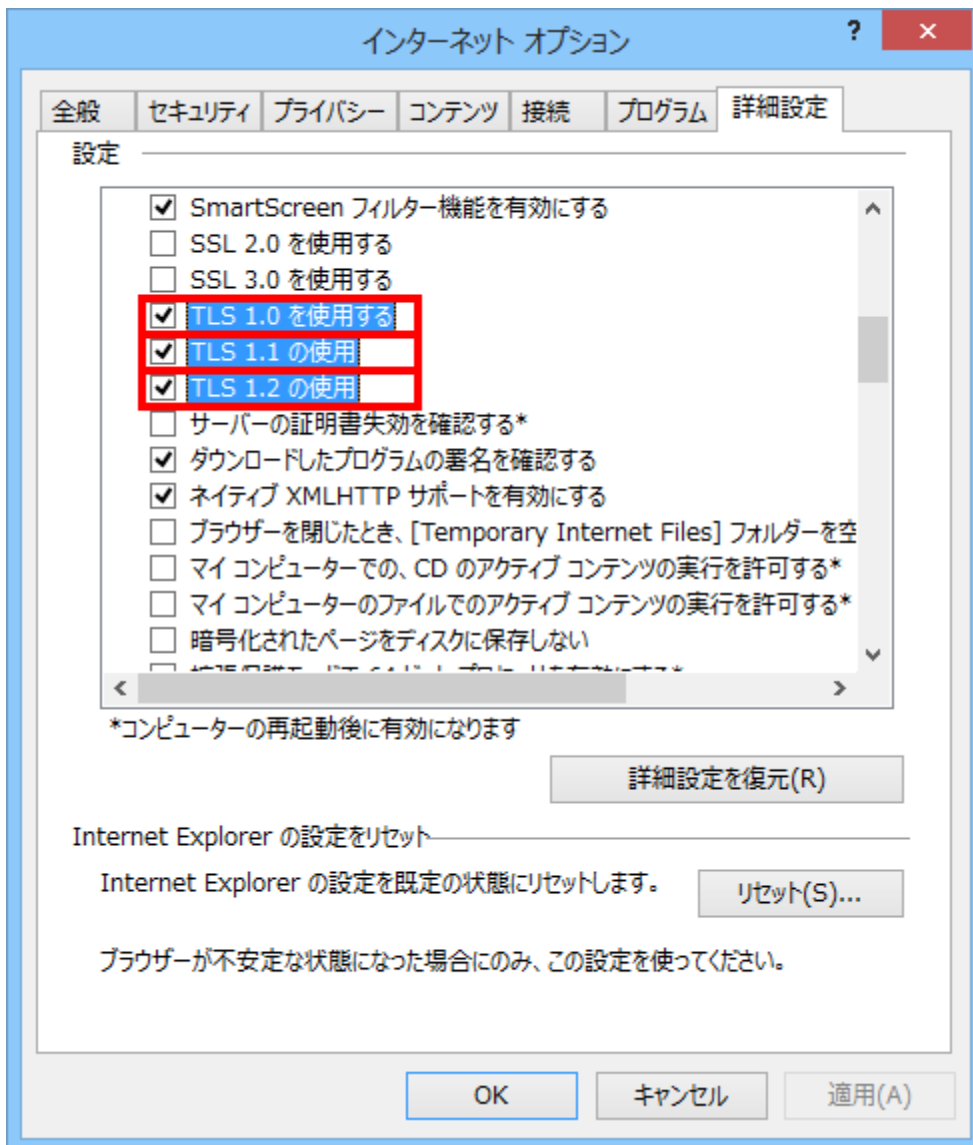 インターネット オプション
?
全般 セキュリティ プライバシー コンテンツ 接続 プログラム 詳細設定
設定
SmartScreen フィルター機能を有効にする
SSL 2.0 を使用する
SSL 3.0 を使用する
TLS 1.0 を使用する
TLS 1.1 の使用
TLS 1.2 の使用
サーバーの証明書失効を確認する*
ダウンロードしたプログラムの署名を確認する
ネイティブ XMLHTTP サポートを有効にする
ブラウザーを閉じたとき、[Temporary Internet Files] フォルダーを空
マイ コンピューターでの、CD のアクティブ コンテンツの実行を許可する*
マイ コンピューターのファイルでのアクティブ コンテンツの実行を許可する*
暗号化されたページをディスクに保存しない
*コンピューターの再起動後に有効になります
詳細設定を復元(R)
Internet Explorer の設定をリセット
Internet Explorer の設定を既定の状態にリセットします。
リセット(S)...
ブラウザーが不安定な状態になった場合にのみ、この設定を使ってください。
OK キャンセル 適用(A)